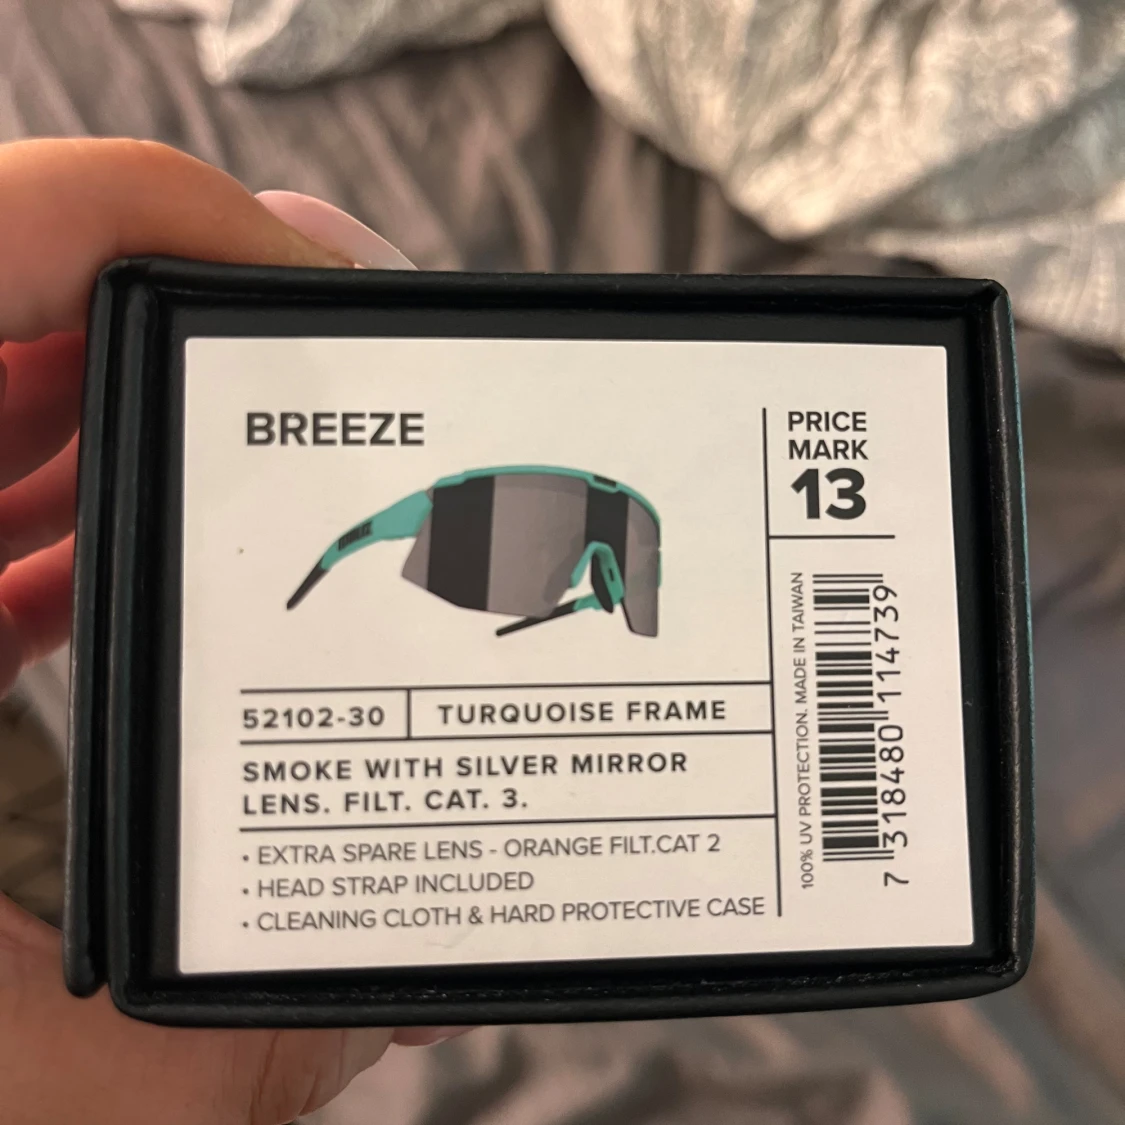 BREEZE
PRICE
MARK
13
52102-30
TURQUOISE FRAME
SMOKE WITH SILVER MIRROR
LENS. FILT. CAT. 3.
• EXTRA SPARE LENS - ORANGE FILT.CAT 2
• HEAD STRAP INCLUDED
• CLEANING CLOTH & HARD PROTECTIVE CASE
100% UV PROTECTION. MADE IN TAIWAN
7 318480 114739